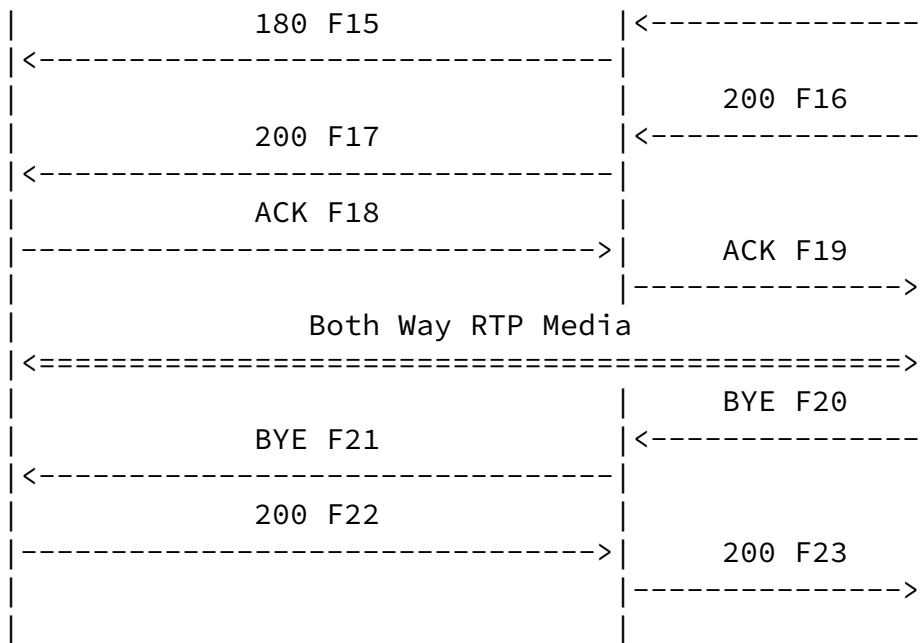 180 F15
200 F16
200 F17
ACK F18
ACK F19
Both Way RTP Media
BYE F20
BYE F21
200 F22
200 F23